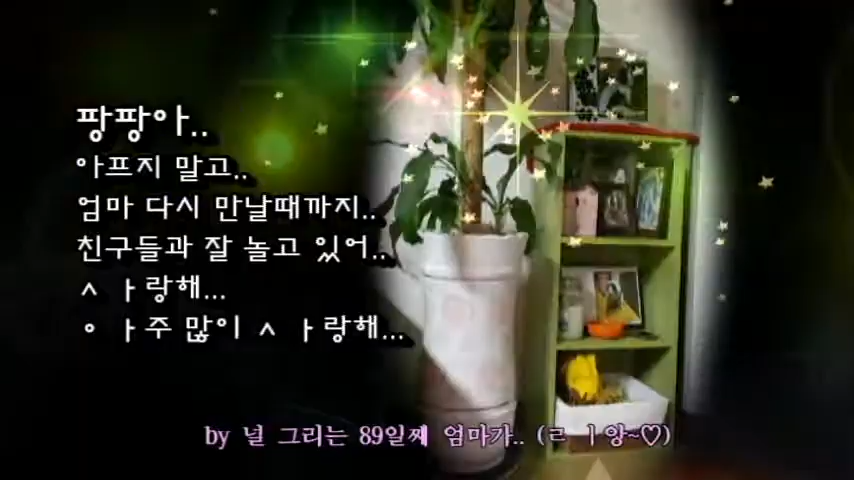 팡팡아..
아프지 말고..
엄마 다시 만날때까지..
친구들과 잘 놀고 있어..
ㅅ ㅏ랑해...
ㅇ ㅏ주 많이 ㅅ ㅏ랑해...
by 널 그리는 89일째 엄마가.. (ㄹ ㅣ앙~♡)